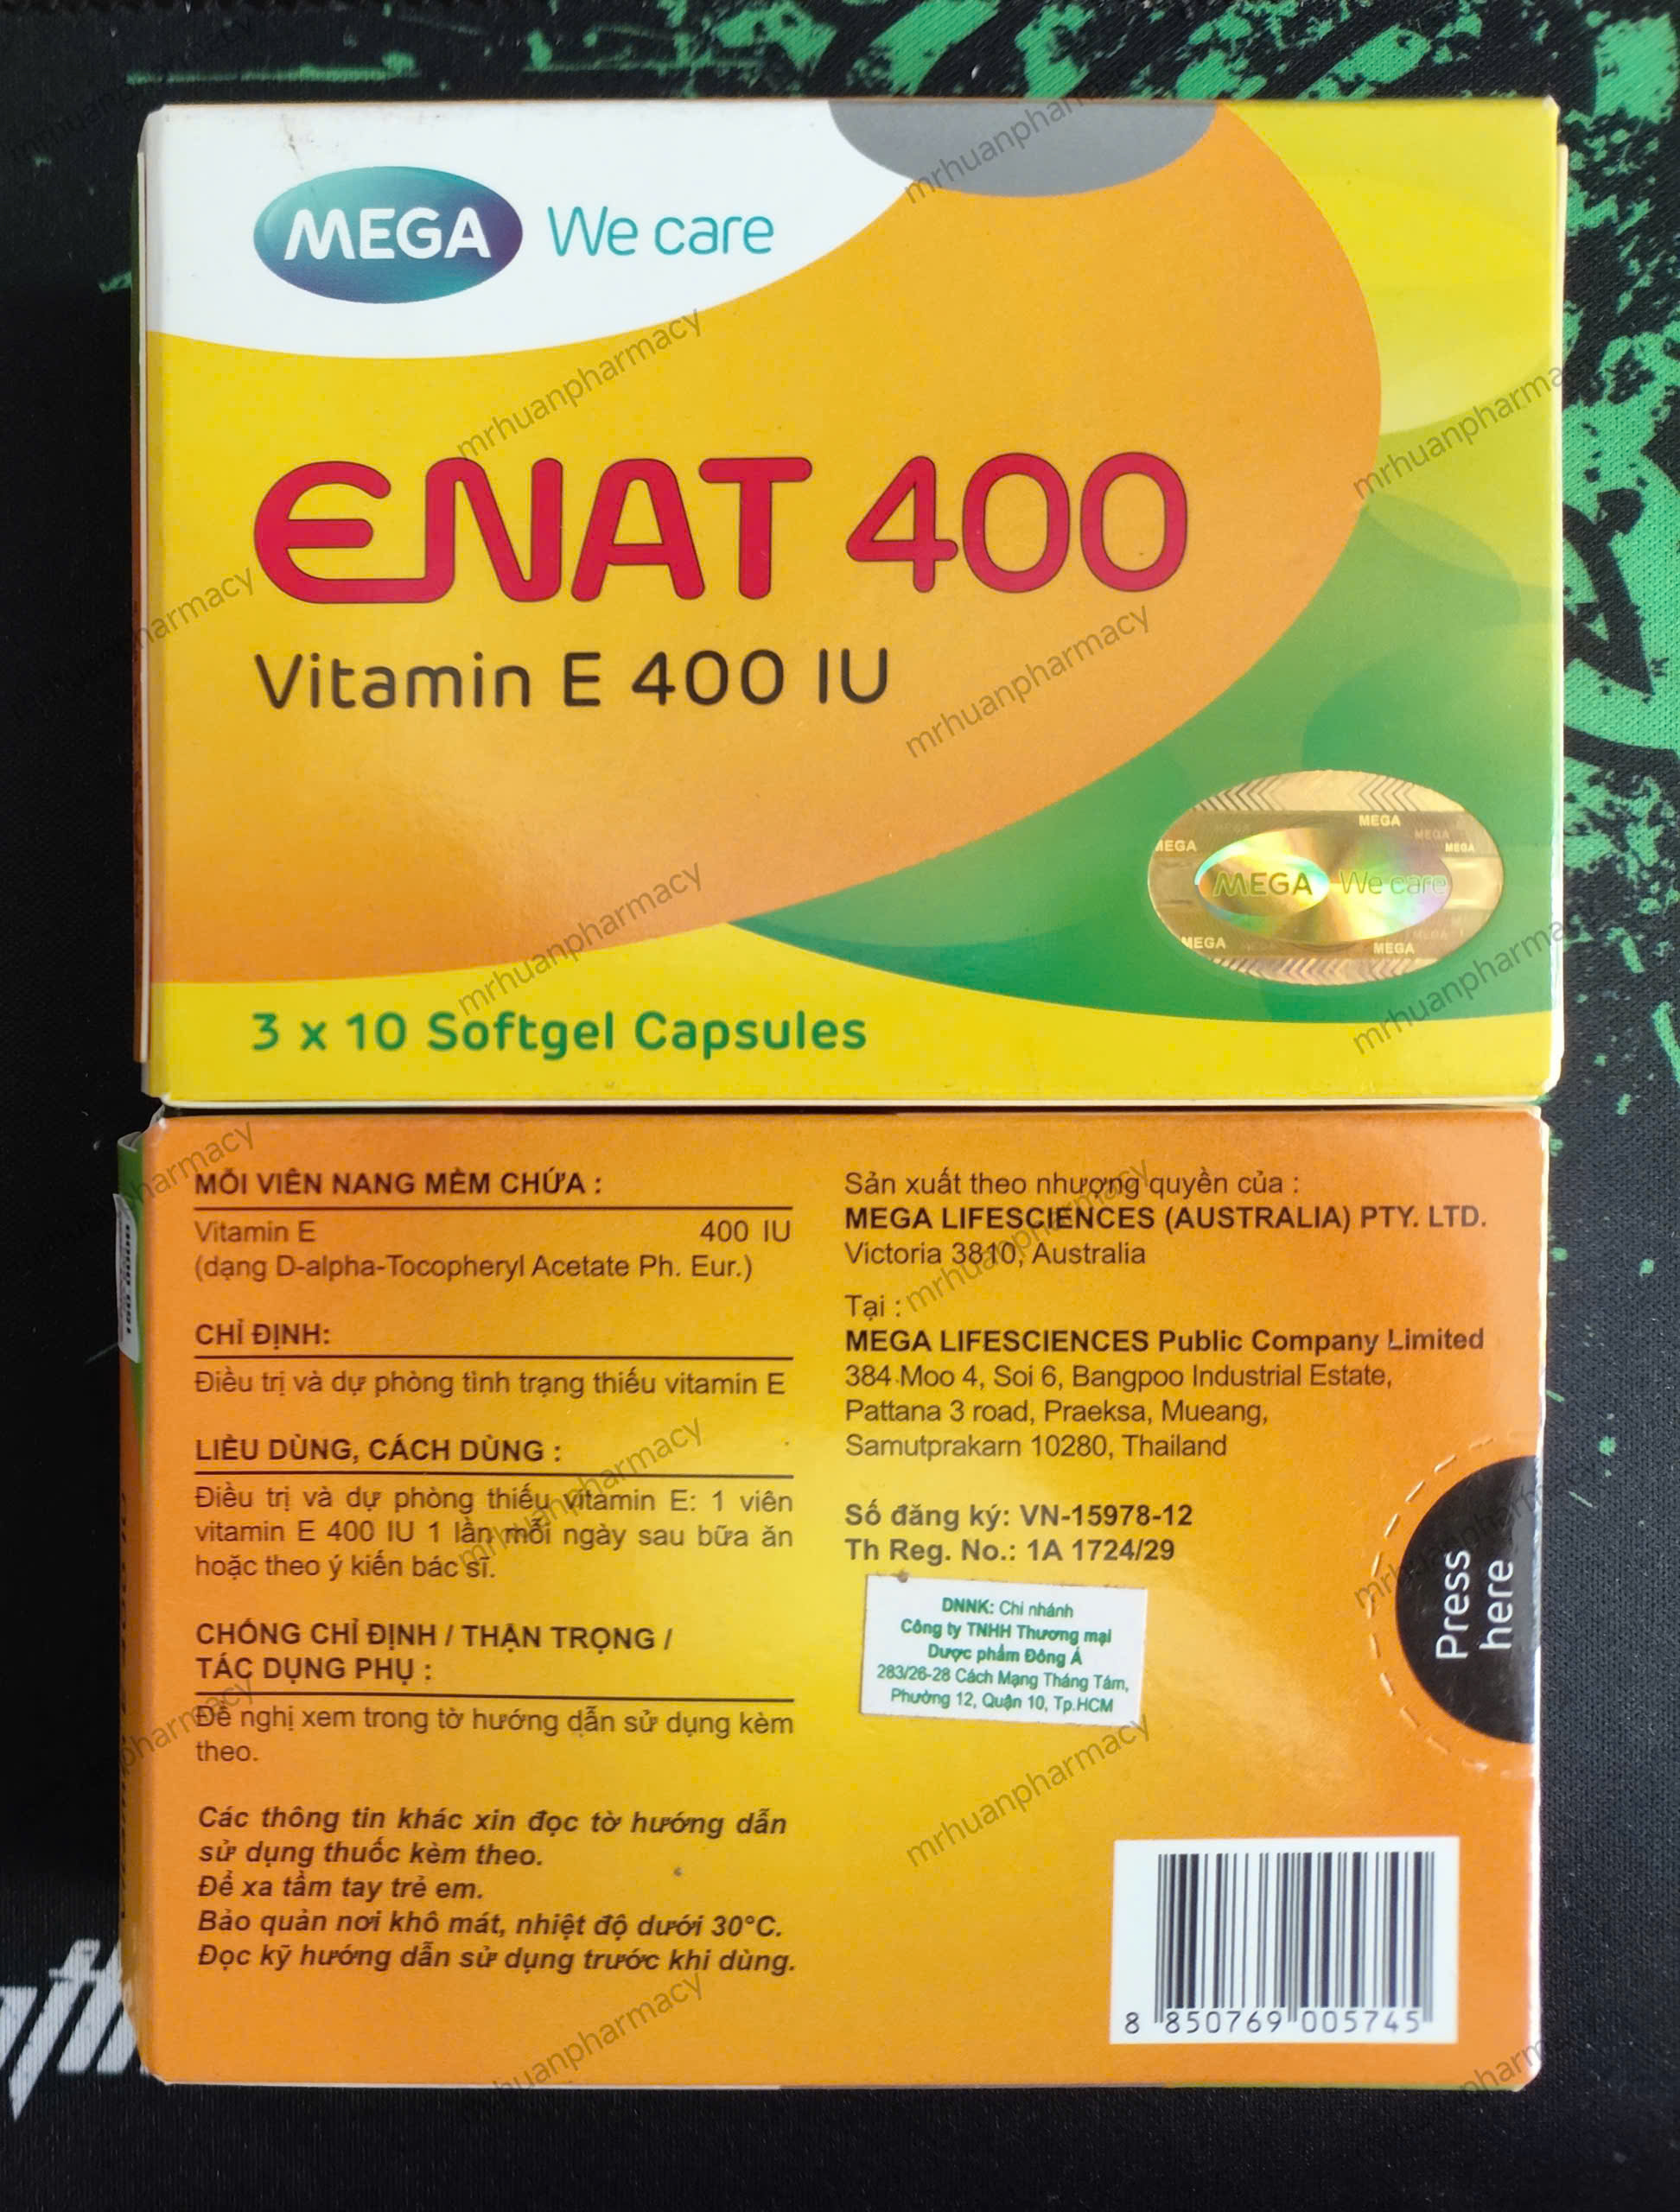 MEGA We care
ENAT 400
Vitamin E 400 IU
MEGA
MEGA
MEGA
MEGA
MEGA We care
MEGA
MEGA
3 x 10 Softgel Capsules
MỖI VIÊN NANG MỀM CHỨA :
Vitamin E 400 IU
(dạng D-alpha-Tocopheryl Acetate Ph. Eur.)
CHỈ ĐỊNH:
Điều trị và dự phòng tình trạng thiếu vitamin E
LIỀU DÙNG, CÁCH DÙNG :
Điều trị và dự phòng thiếu vitamin E: 1 viên
vitamin E 400 IU 1 lần mỗi ngày sau bữa ăn
hoặc theo ý kiến bác sĩ.
CHỐNG CHỈ ĐỊNH / THẬN TRỌNG /
TÁC DỤNG PHỤ :
Đề nghị xem trong tờ hướng dẫn sử dụng kèm
theo.
Các thông tin khác xin đọc tờ hướng dẫn
sử dụng thuốc kèm theo.
Để xa tầm tay trẻ em.
Bảo quản nơi khô mát, nhiệt độ dưới 30°C.
Đọc kỹ hướng dẫn sử dụng trước khi dùng.
Sản xuất theo nhượng quyền của :
MEGA LIFESCIENCES (AUSTRALIA) PTY. LTD.
Victoria 3810, Australia
Tại :
MEGA LIFESCIENCES Public Company Limited
384 Moo 4, Soi 6, Bangpoo Industrial Estate,
Pattana 3 road, Praeksa, Mueang,
Samutprakarn 10280, Thailand
Số đăng ký: VN-15978-12
Th Reg. No.: 1A 1724/29
DNNK: Chi nhánh
Công ty TNHH Thương mại
Dược phẩm Đông Á
283/26-28 Cách Mạng Tháng Tám,
Phường 12, Quận 10, Tp.HCM
Press
here
8 850769 005745
mrhuanpharmacy